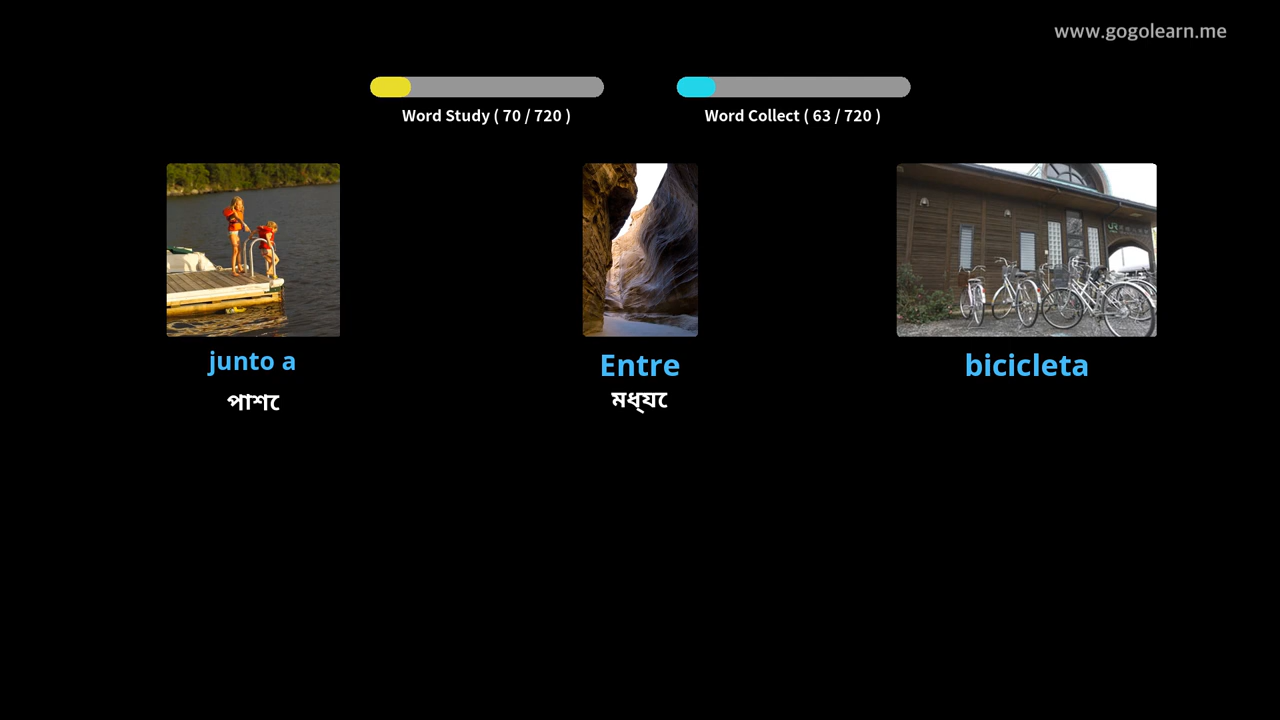 www.gogolearn.me
Word Study ( 70 / 720 )
Word Collect ( 63 / 720 )
junto a
Entre
bicicleta
পাশে
মধ্যে